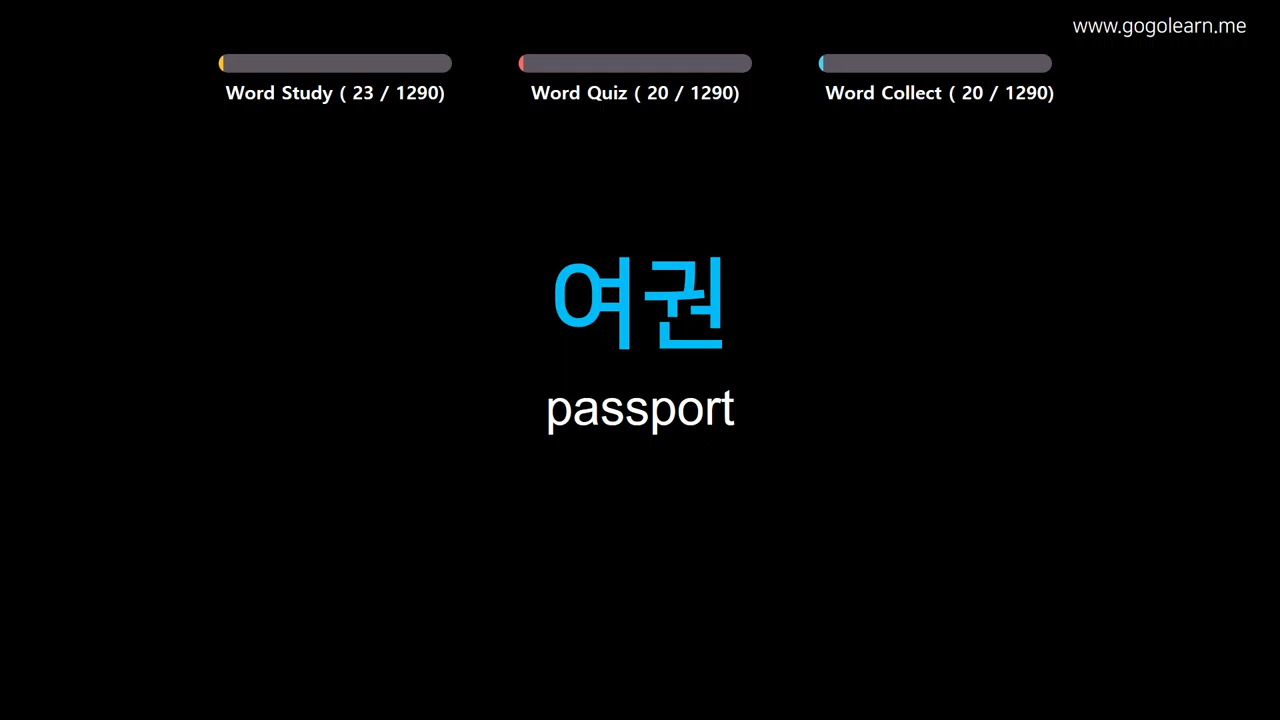 www.gogolearn.me
Word Study ( 23 / 1290)
Word Quiz ( 20 / 1290)
Word Collect ( 20 / 1290)
여권
passport